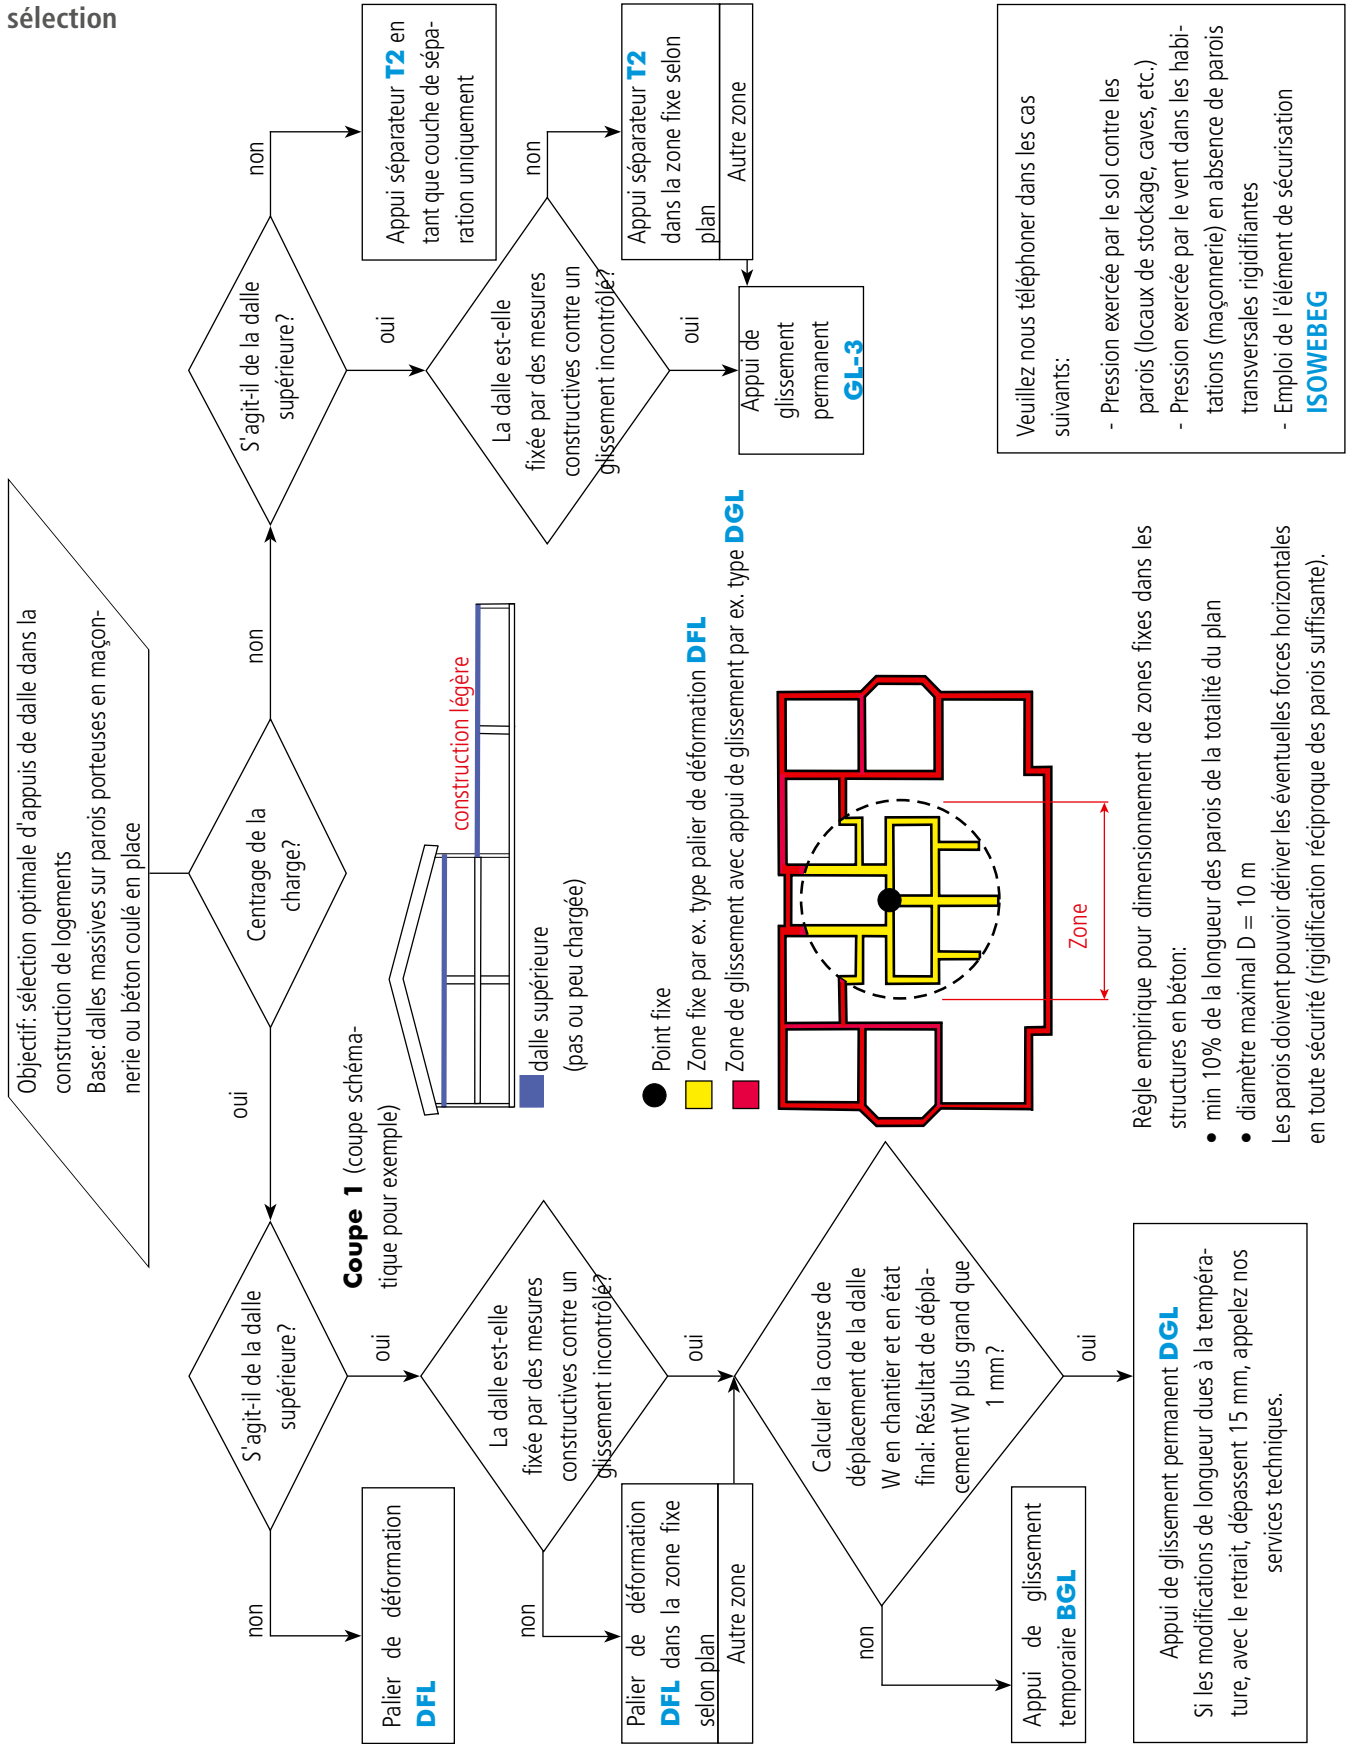 sélection
Objectif: sélection optimale d'appuis de dalle dans la
construction de logements
Base: dalles massives sur parois porteuses en maçon-
nerie ou béton coulé en place
Centrage de la
charge?
oui
non
S'agit-il de la dalle
supérieure?
non
oui
Palier de déformation
DFL
La dalle est-elle
fixée par des mesures
constructives contre un
glissement incontrôlé?
non
oui
Palier de déformation
DFL dans la zone fixe
selon plan
Autre zone
Calculer la course de
déplacement de la dalle
W en chantier et en état
final: Résultat de dépla-
cement W plus grand que
1 mm?
non
oui
Appui de glissement
temporaire BGL
Appui de glissement permanent DGL
Si les modifications de longueur dues à la tempéra-
ture, avec le retrait, dépassent 15 mm, appelez nos
services techniques.
S'agit-il de la dalle
supérieure?
non
oui
Appui séparateur T2 en
tant que couche de sépa-
ration uniquement
La dalle est-elle
fixée par des mesures
constructives contre un
glissement incontrôlé?
non
oui
Appui séparateur T2
dans la zone fixe selon
plan
Autre zone
Appui de
glissement
permanent
GL-3
Coupe 1 (coupe schéma-
tique pour exemple)
construction légère
dalle supérieure
(pas ou peu chargée)
Point fixe
Zone fixe par ex. type palier de déformation DFL
Zone de glissement avec appui de glissement par ex. type DGL
Zone
Règle empirique pour dimensionnement de zones fixes dans les
structures en béton:
• min 10% de la longueur des parois de la totalité du plan
• diamètre maximal D = 10 m
Les parois doivent pouvoir dériver les éventuelles forces horizontales
en toute sécurité (rigidification réciproque des parois suffisante).
Veuillez nous téléphoner dans les cas
suivants:
- Pression exercée par le sol contre les
parois (locaux de stockage, caves, etc.)
- Pression exercée par le vent dans les habi-
tations (maçonnerie) en absence de parois
transversales rigidifiantes
- Emploi de l'élément de sécurisation
ISOWEBEG